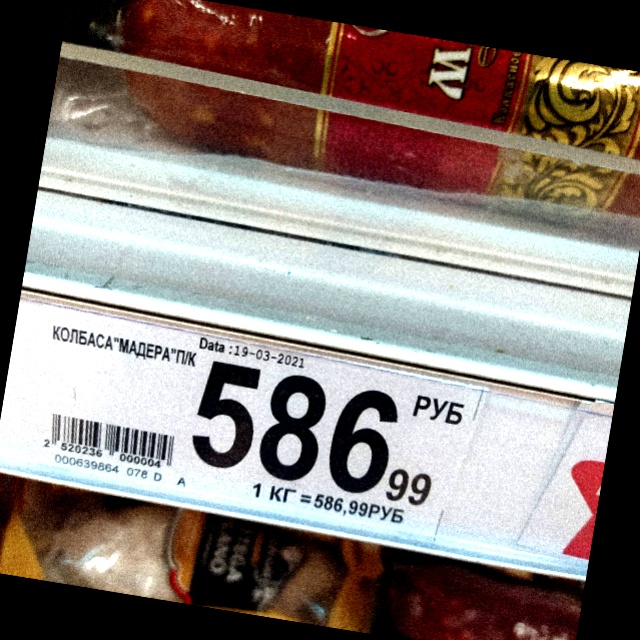 КОЛБАСА"МАДЕРА"П/К
Data :19-03-2021
586 99 РУБ
2 520236 000004
000639864 078 D A
1 КГ = 586,99РУБ